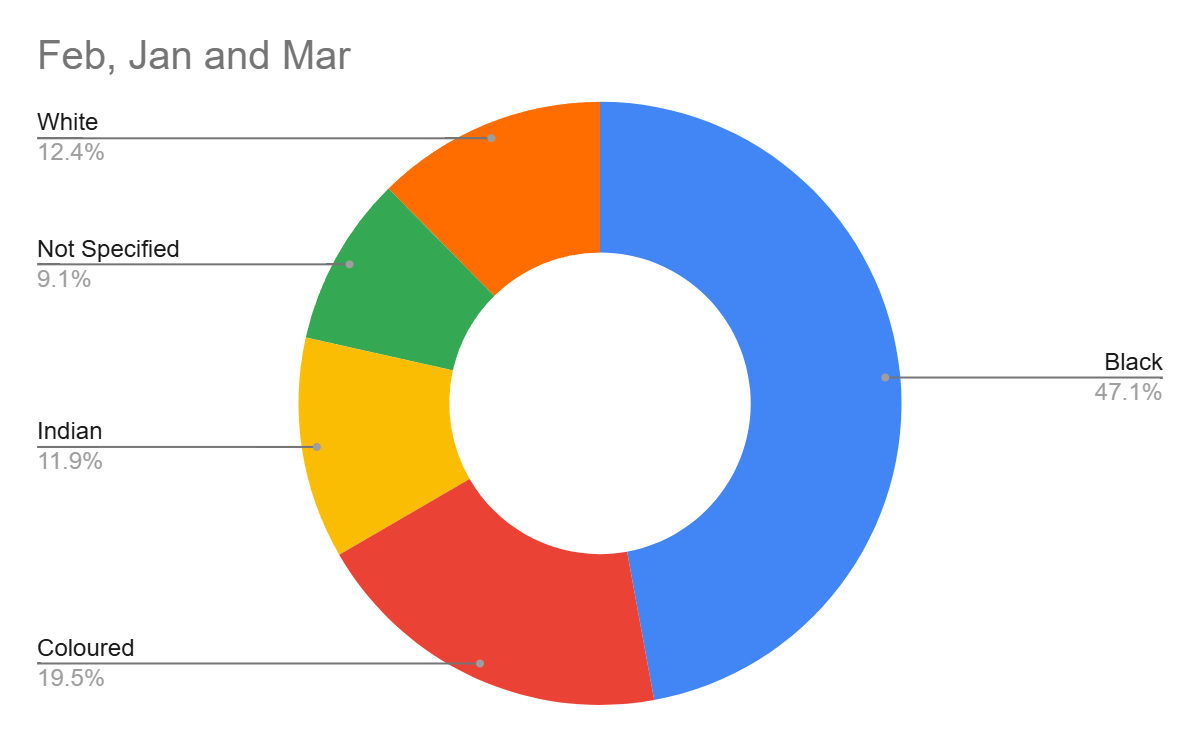 Feb, Jan and Mar
White
12.4%
Not Specified
9.1%
Black
47.1%
Indian
11.9%
Coloured
19.5%